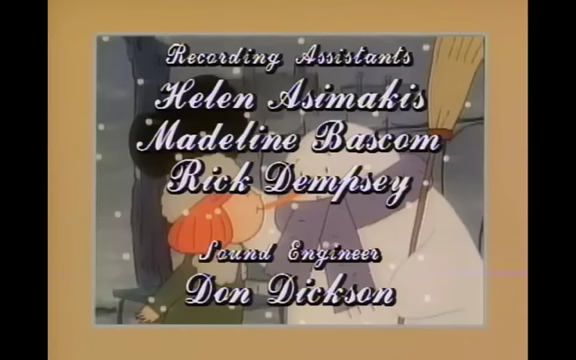 Recording Assistants
Helen Asimakis
Madeline Bascom
Rick Dempsey
Sound Engineer
Don Dickson